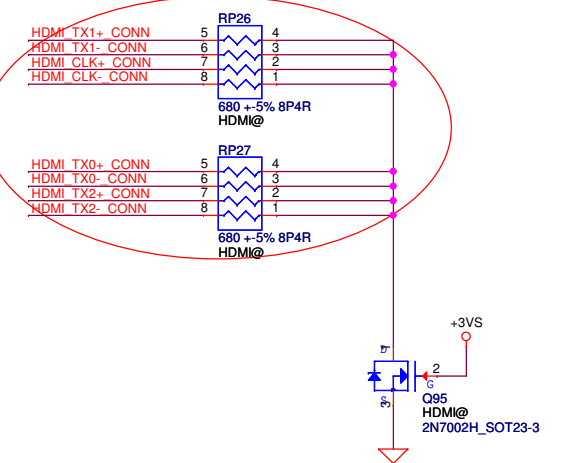 RP26
HDMI_TX1+_CONN 5 4
HDMI_TX1-_CONN 6 3
HDMI_CLK+_CONN 7 2
HDMI_CLK-_CONN 8 1
680 +-5% 8P4R
HDMI@
RP27
HDMI_TX0+_CONN 5 4
HDMI_TX0-_CONN 6 3
HDMI_TX2+_CONN 7 2
HDMI_TX2-_CONN 8 1
680 +-5% 8P4R
HDMI@
+3VS
1
D
2
G
S
3
Q95
HDMI@
2N7002H_SOT23-3